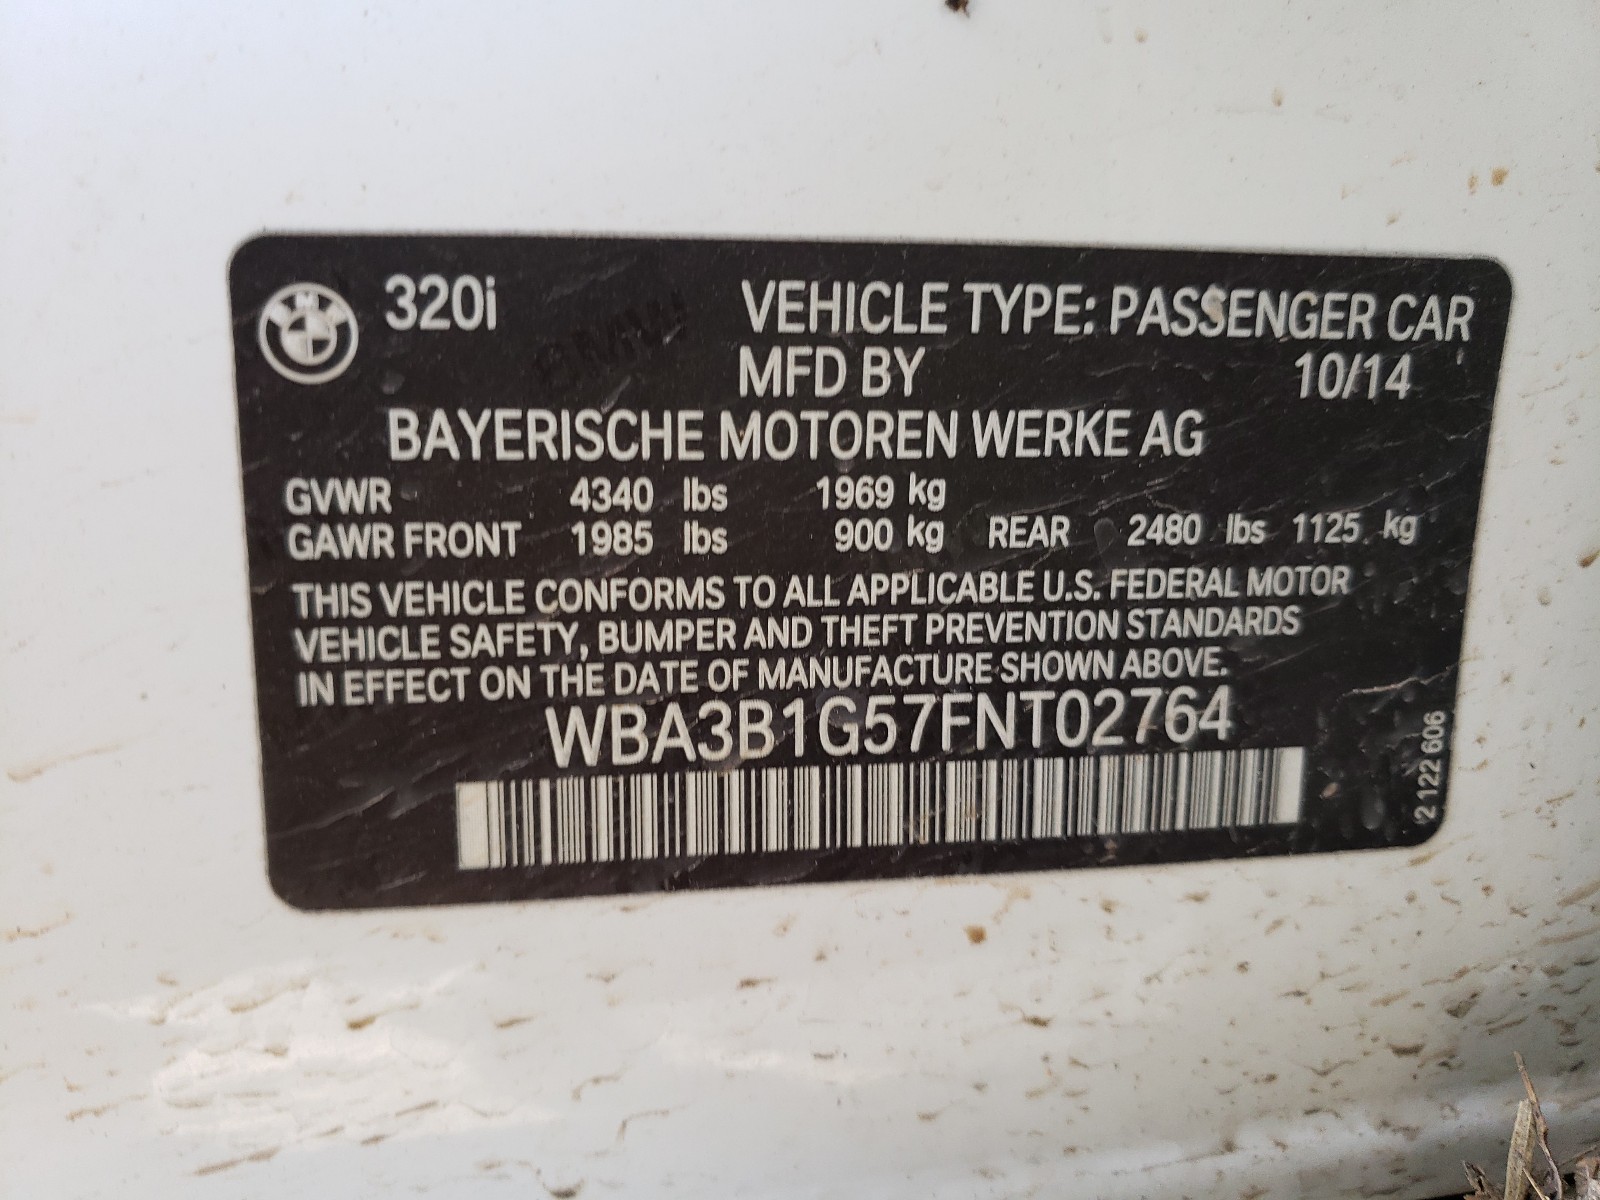 320i
VEHICLE TYPE: PASSENGER CAR
MFD BY 10/14
BAYERISCHE MOTOREN WERKE AG
GVWR 4340 lbs 1969 kg
GAWR FRONT 1985 lbs 900 kg REAR 2480 lbs 1125 kg
THIS VEHICLE CONFORMS TO ALL APPLICABLE U.S. FEDERAL MOTOR
VEHICLE SAFETY, BUMPER AND THEFT PREVENTION STANDARDS
IN EFFECT ON THE DATE OF MANUFACTURE SHOWN ABOVE.
WBA3B1G57FNT02764
2 122 606
BMW